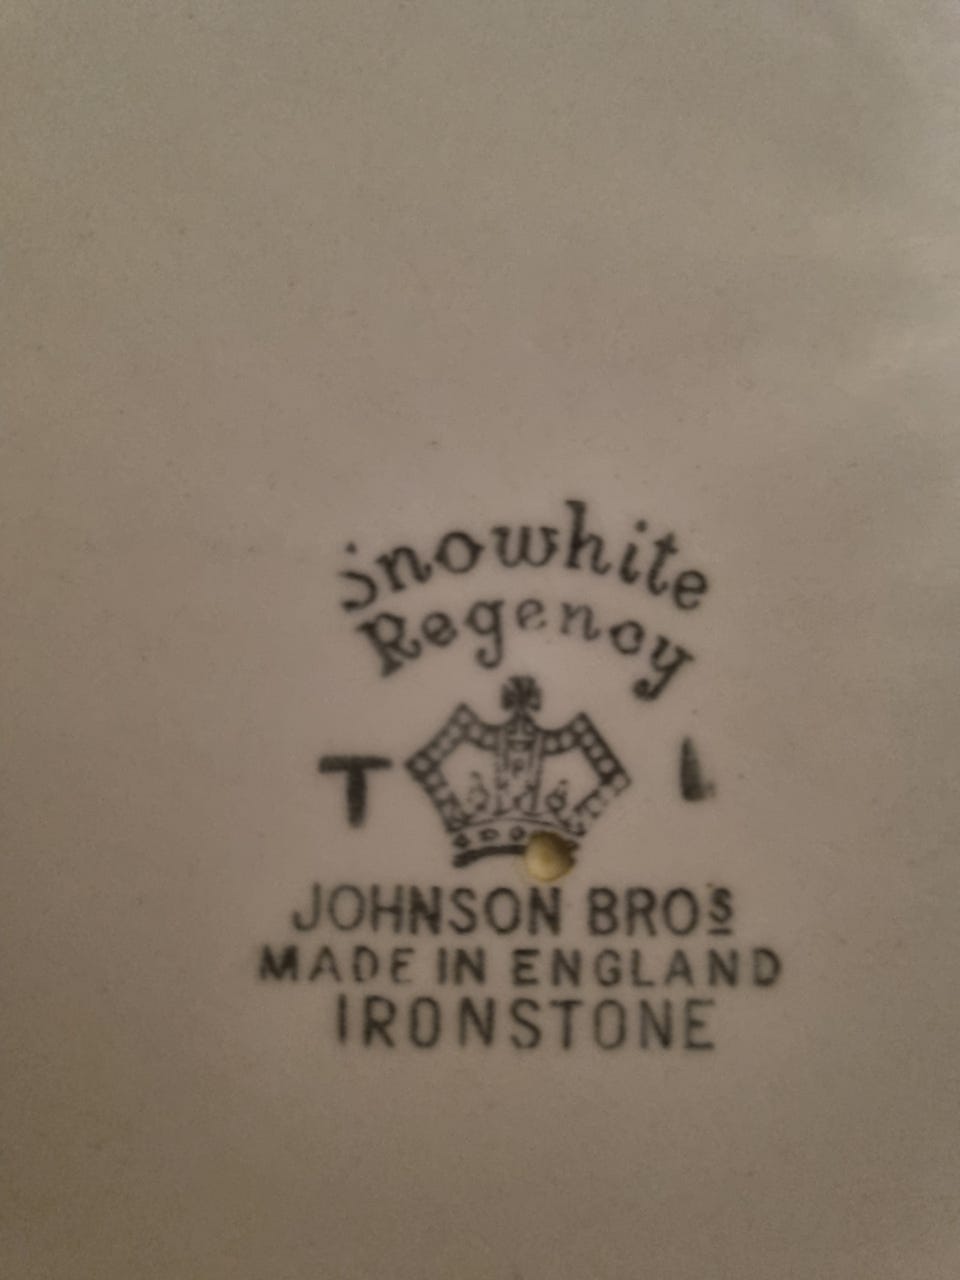 Snowhite
Regency
T L
JOHNSON BROS
MADE IN ENGLAND
IRONSTONE